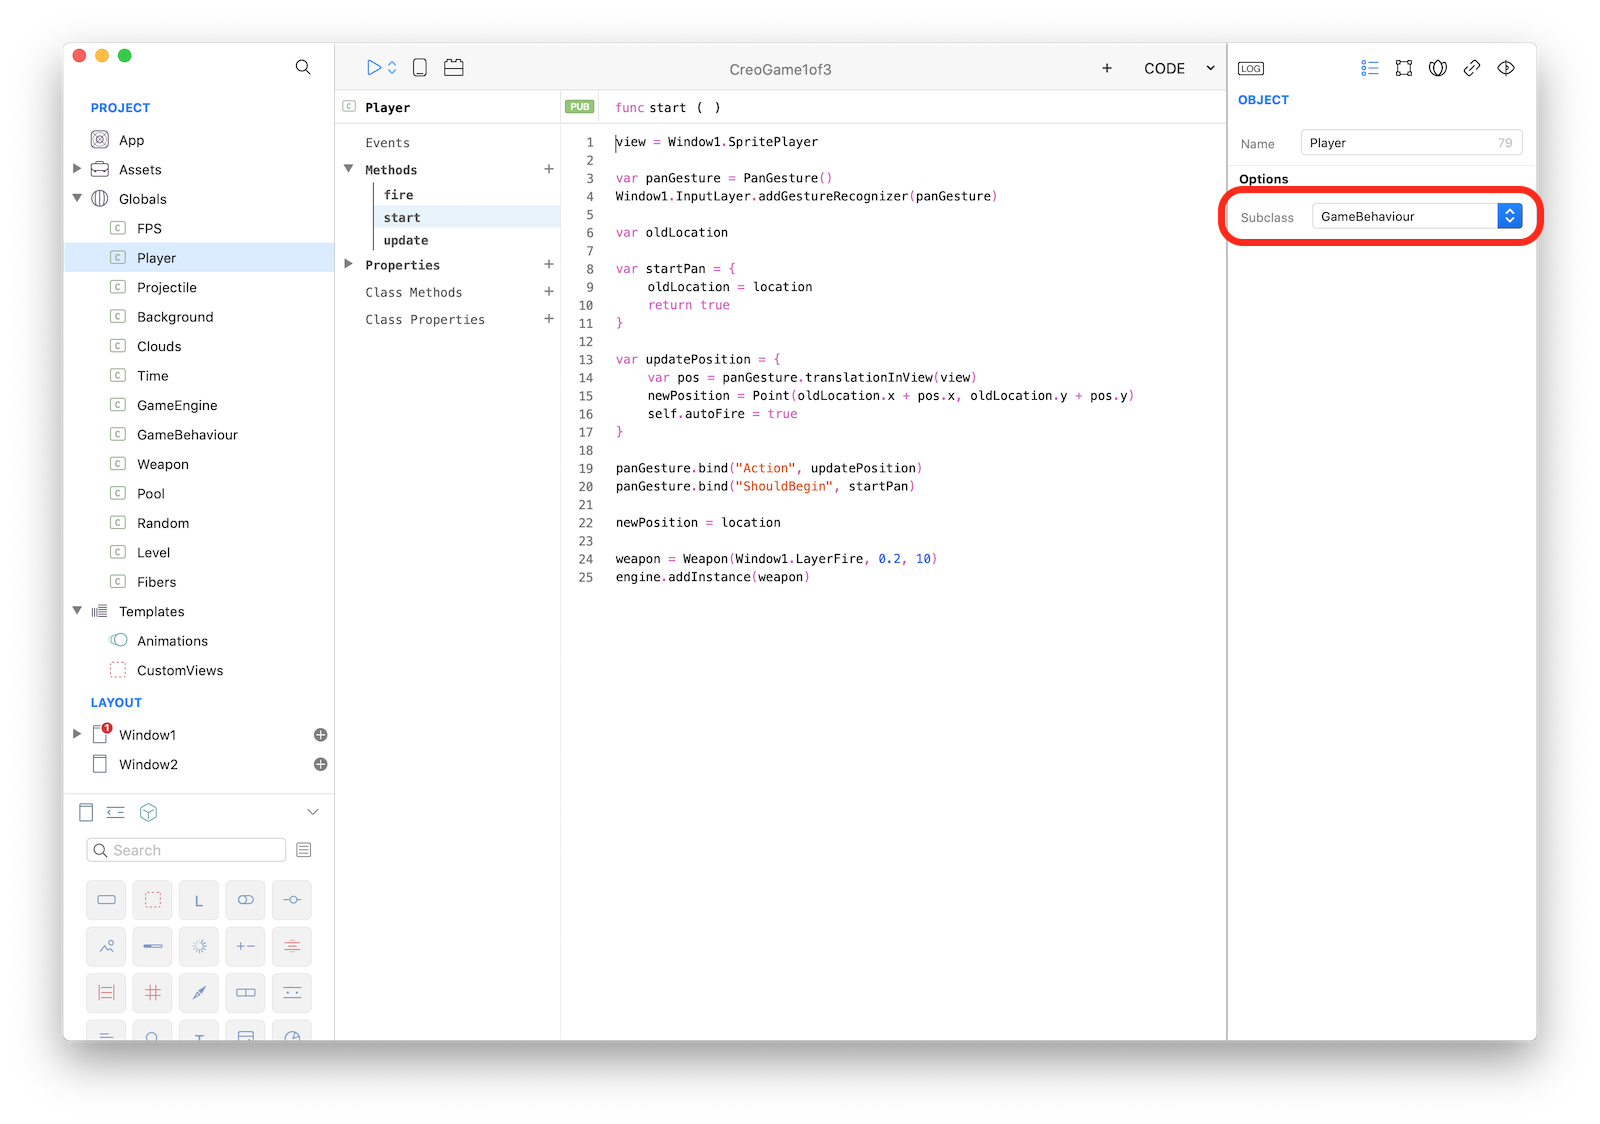 CreoGame1of3
+
CODE
LOG
PROJECT
App
Assets
Globals
FPS
Player
Projectile
Background
Clouds
Time
GameEngine
GameBehaviour
Weapon
Pool
Random
Level
Fibers
Templates
Animations
CustomViews
LAYOUT
1
Window1
Window2
Search
L
C Player
Events
Methods +
fire
start
update
Properties +
Class Methods +
Class Properties +
PUB func start ( )
1 view = Window1.SpritePlayer
2
3 var panGesture = PanGesture()
4 Window1.InputLayer.addGestureRecognizer(panGesture)
5
6 var oldLocation
7
8 var startPan = {
9 oldLocation = location
10 return true
11 }
12
13 var updatePosition = {
14 var pos = panGesture.translationInView(view)
15 newPosition = Point(oldLocation.x + pos.x, oldLocation.y + pos.y)
16 self.autoFire = true
17 }
18
19 panGesture.bind("Action", updatePosition)
20 panGesture.bind("ShouldBegin", startPan)
21
22 newPosition = location
23
24 weapon = Weapon(Window1.LayerFire, 0.2, 10)
25 engine.addInstance(weapon)
OBJECT
Name Player 79
Options
Subclass GameBehaviour